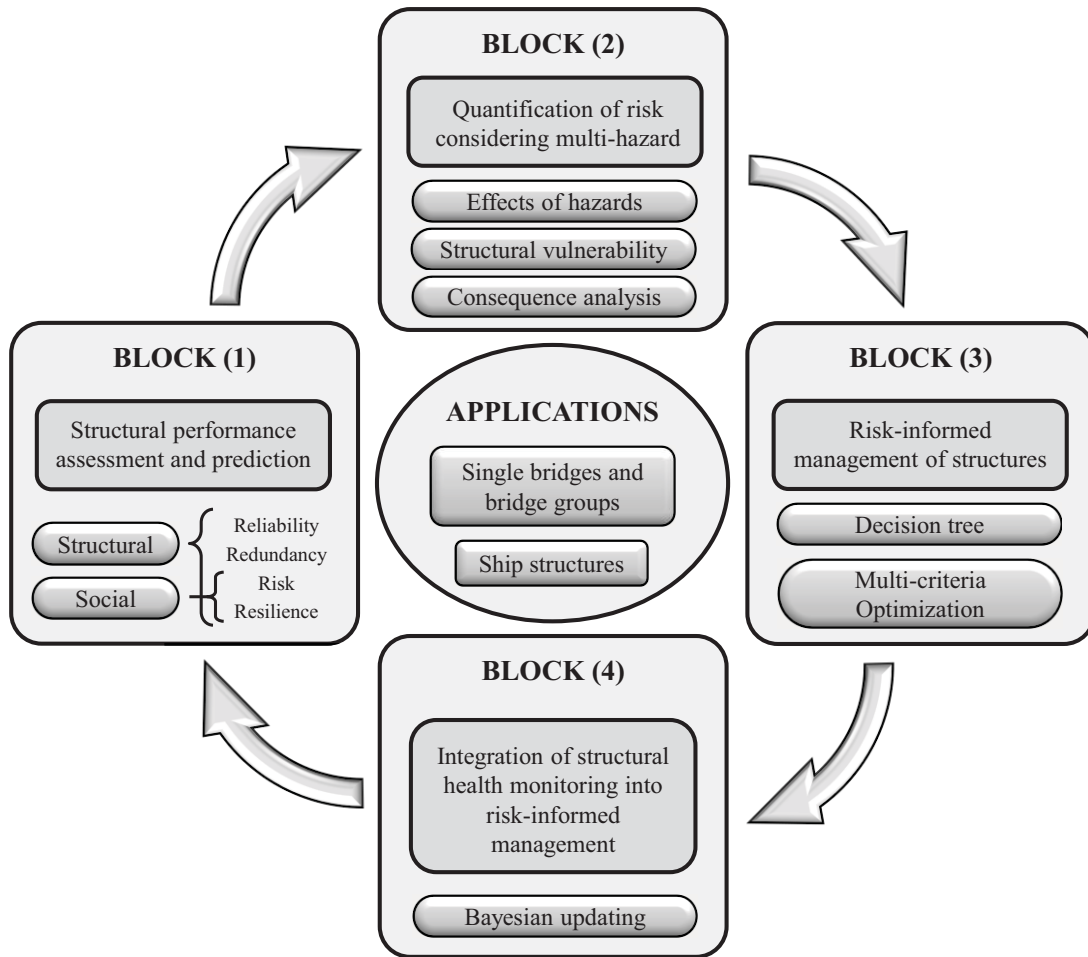 BLOCK (2)
Quantification of risk
considering multi-hazard
Effects of hazards
Structural vulnerability
Consequence analysis
BLOCK (1)
Structural performance
assessment and prediction
Structural
Social
Reliability
Redundancy
Risk
Resilience
APPLICATIONS
Single bridges and
bridge groups
Ship structures
BLOCK (3)
Risk-informed
management of structures
Decision tree
Multi-criteria
Optimization
BLOCK (4)
Integration of structural
health monitoring into
risk-informed
management
Bayesian updating